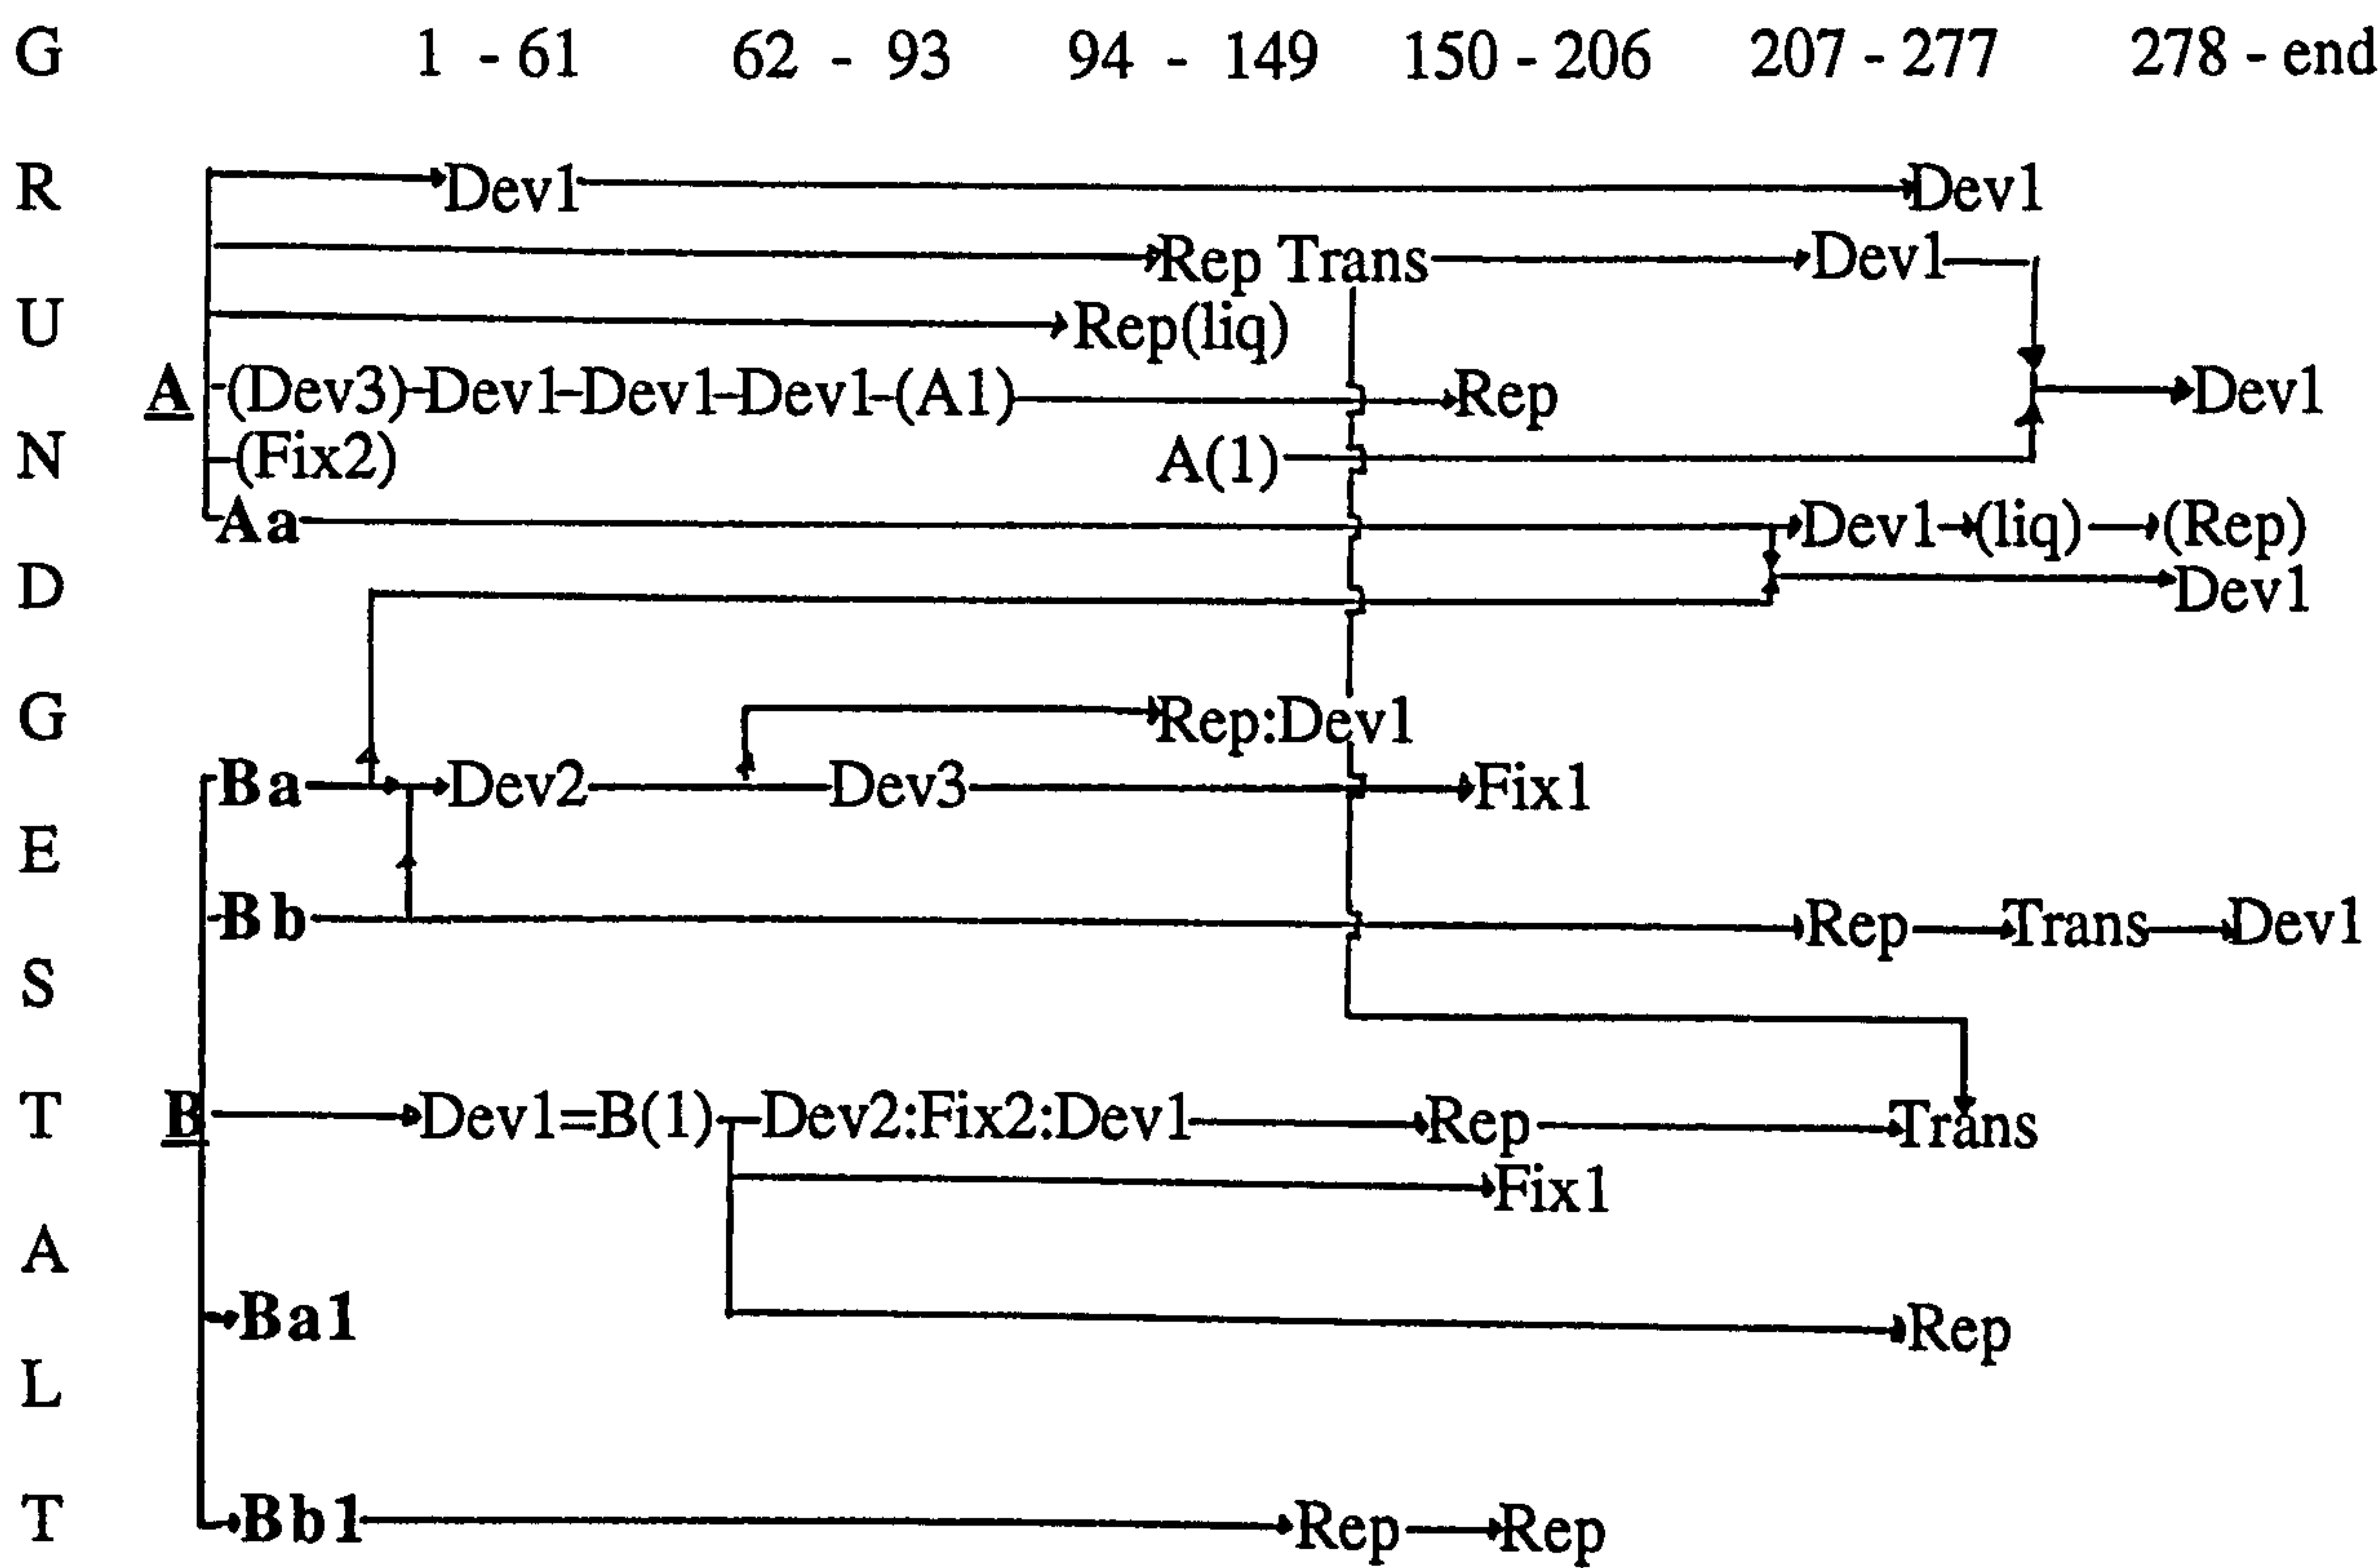 G 1 - 61 62 - 93 94 - 149 150 - 206 207 - 277 278 - end
R Dev1 Dev1
Rep Trans Dev1
U Rep(liq)
A (Dev3) Dev1 Dev1 Dev1 (A1) Rep Dev1
N (Fix2) A(1)
Aa Dev1 (liq) (Rep)
D Dev1
G Rep:Dev1
Ba Dev2 Dev3 Fix1
E
Bb Rep Trans Dev1
S
T B Dev1=B(1) Dev2:Fix2:Dev1 Rep Trans
Fix1
A
Ba1 Rep
L
T Bb1 Rep Rep